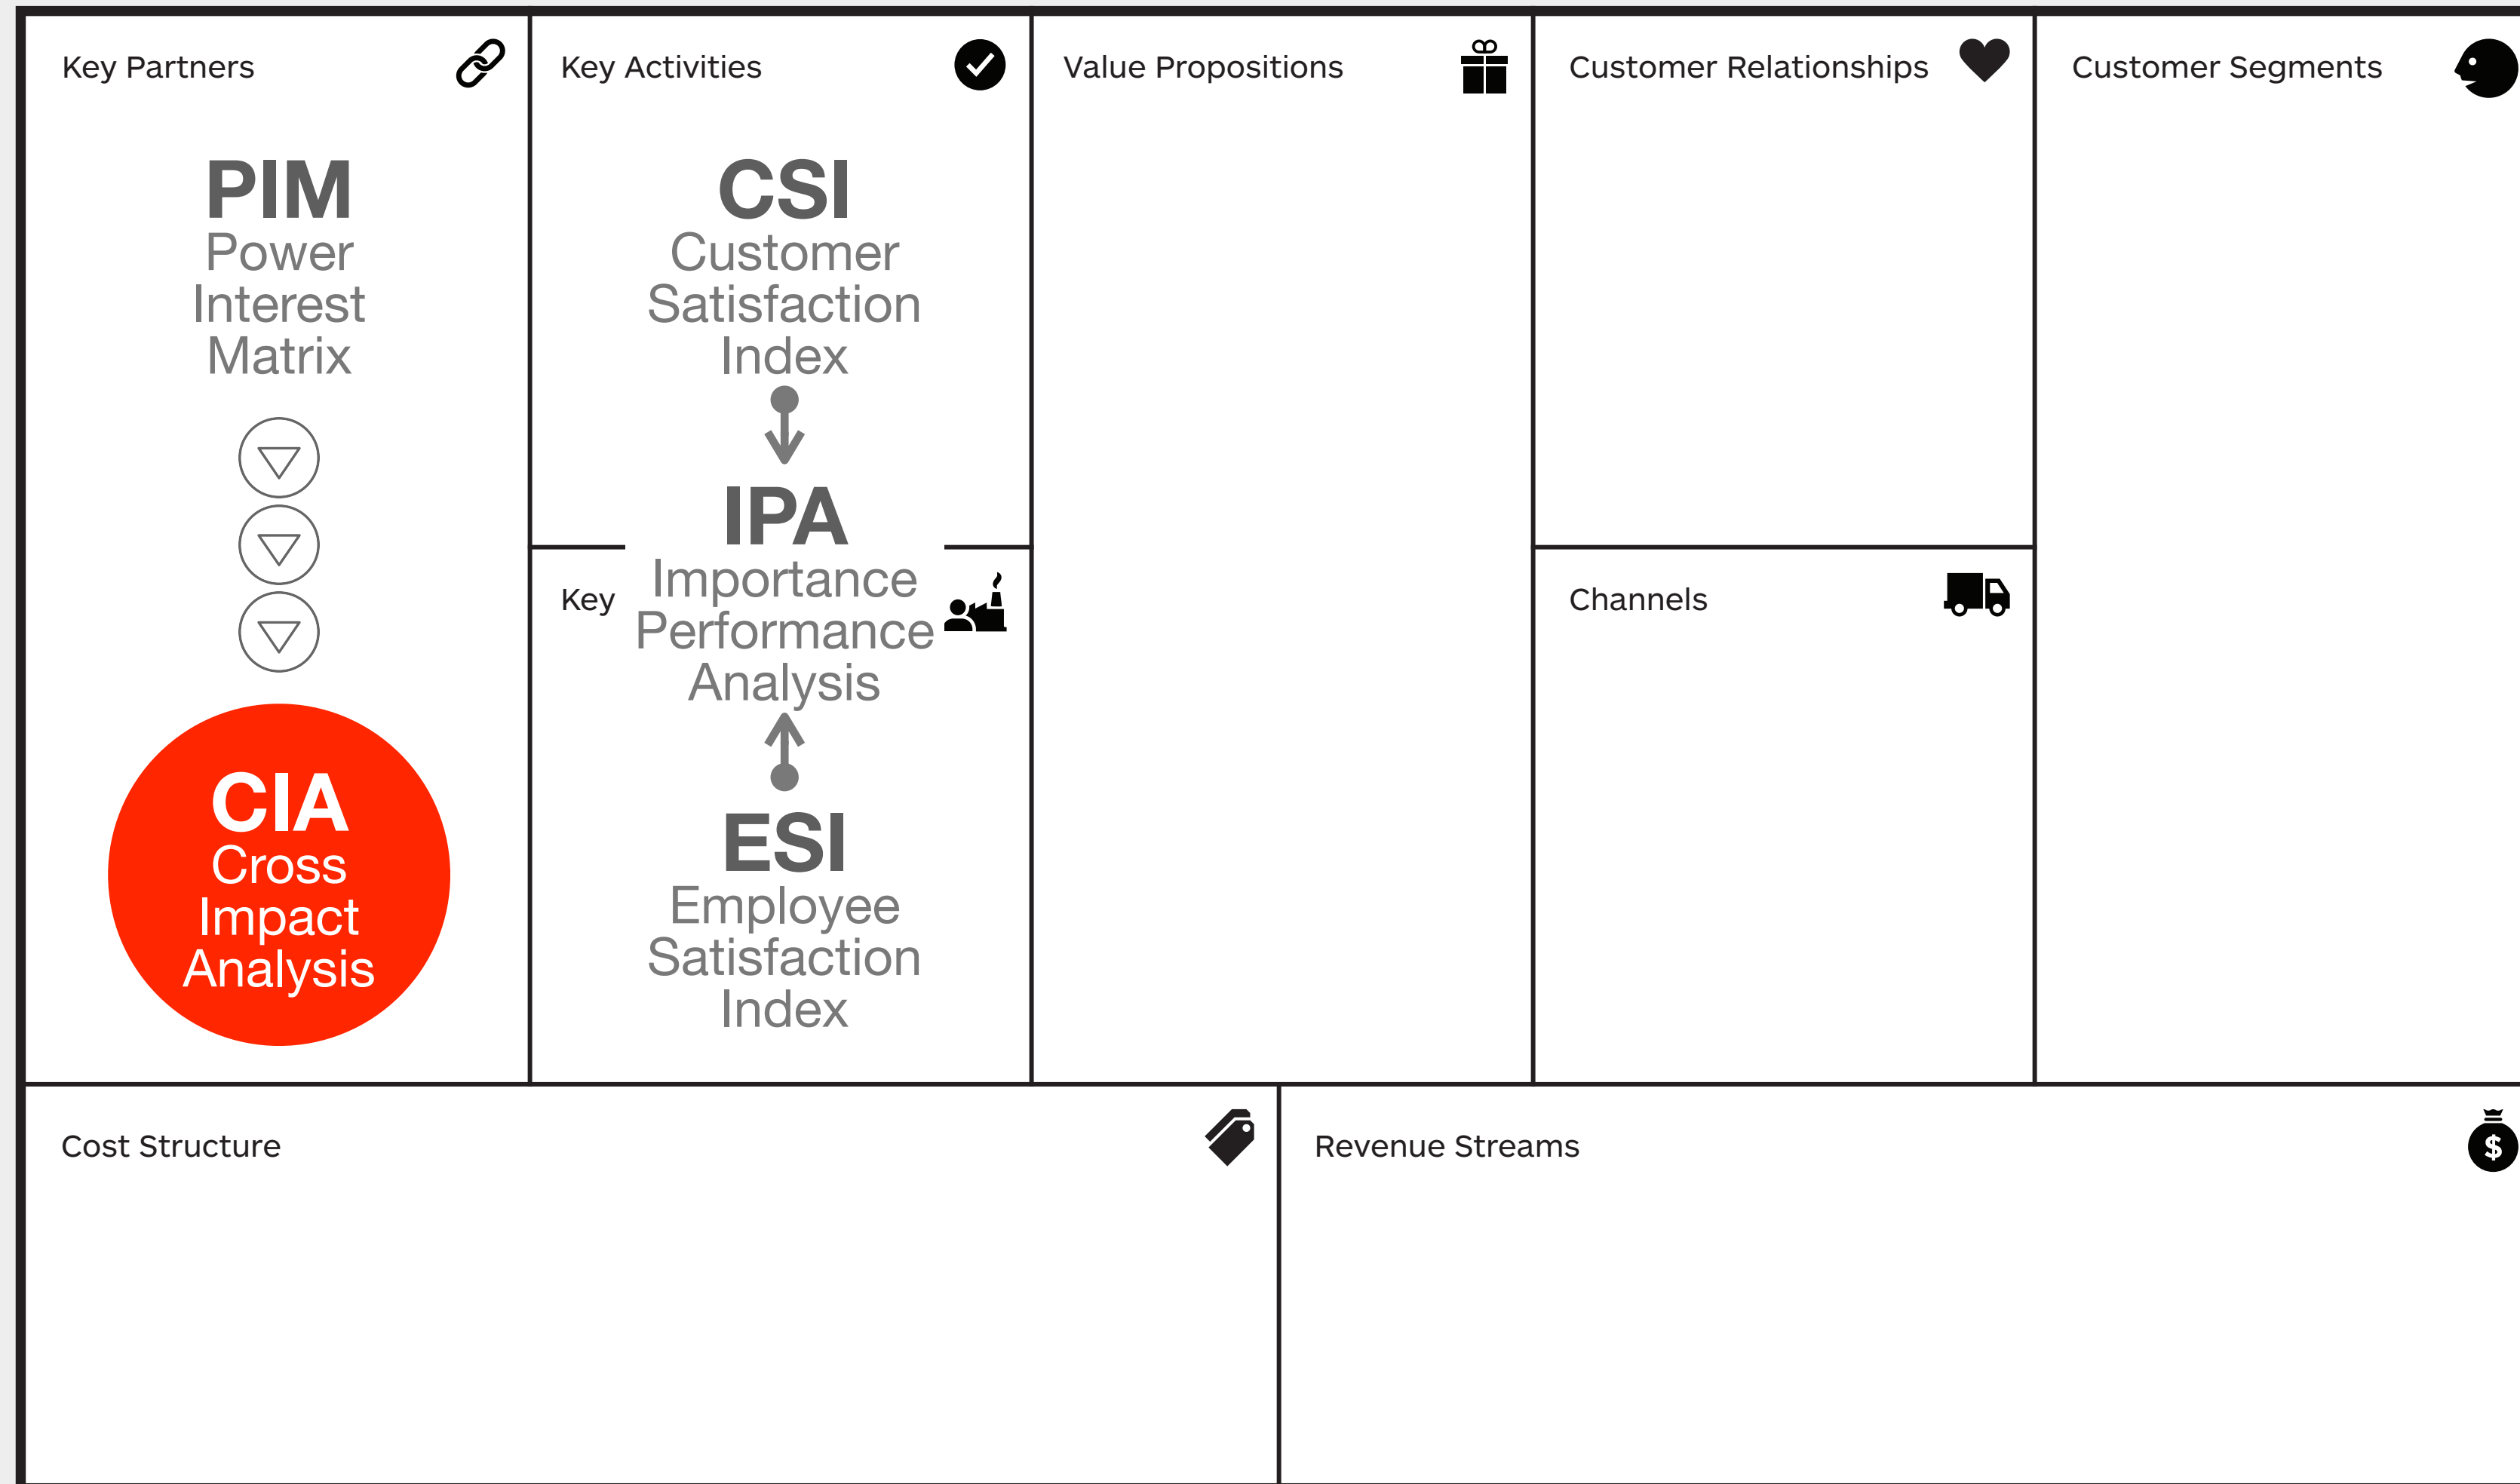 Key Partners
PIM
Power
Interest
Matrix
CIA
Cross
Impact
Analysis
Key Activities
CSI
Customer
Satisfaction
Index
IPA
Key
Importance
Performance
Analysis
ESI
Employee
Satisfaction
Index
Value Propositions
Customer Relationships
Channels
Customer Segments
Cost Structure
Revenue Streams
$